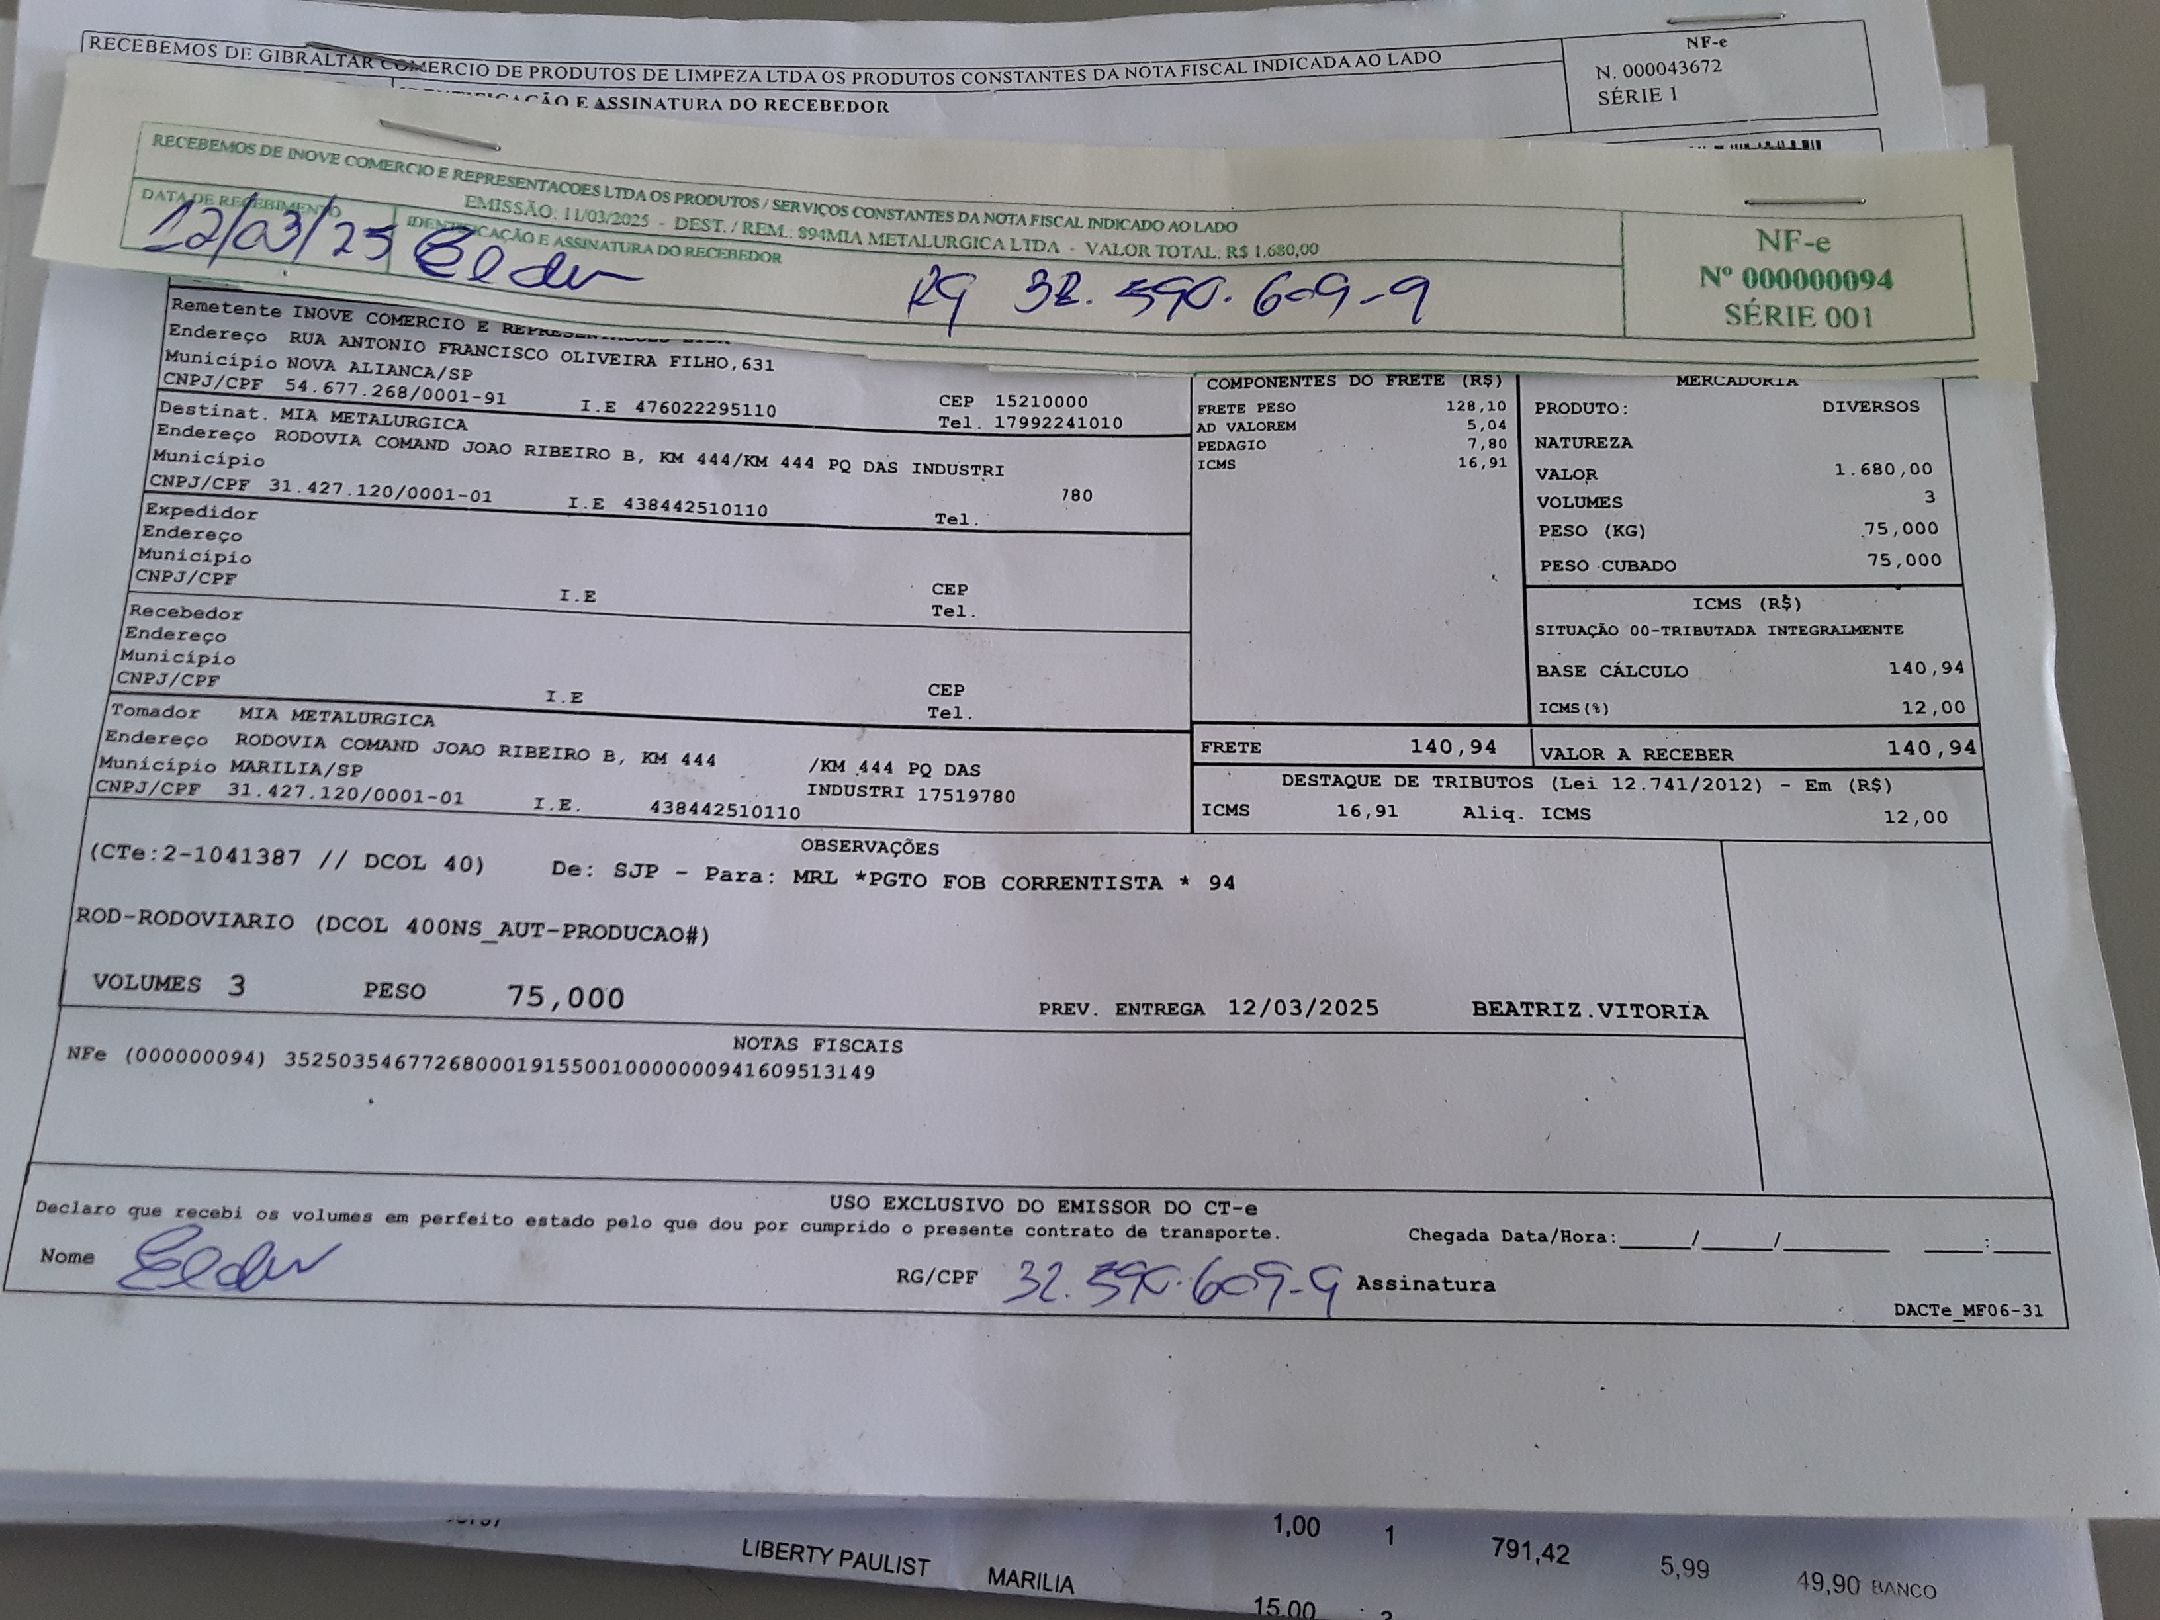 RECEBEMOS DE GIBRALTAR COMERCIO DE PRODUTOS DE LIMPEZA LTDA OS PRODUTOS CONSTANTES DA NOTA FISCAL INDICADA AO LADO
NF-e
N. 000043672
SÉRIE 1
IDENTIFICAÇÃO E ASSINATURA DO RECEBEDOR
RECEBEMOS DE INOVE COMERCIO E REPRESENTACOES LTDA OS PRODUTOS / SERVIÇOS CONSTANTES DA NOTA FISCAL INDICADO AO LADO
EMISSÃO: 11/03/2025 - DEST. / REM.: 894MIA METALURGICA LTDA - VALOR TOTAL: R$ 1.680,00
DATA DE RECEBIMENTO
12/03/25
IDENTIFICAÇÃO E ASSINATURA DO RECEBEDOR
Elder
RG 32.590.609-9
NF-e
Nº 000000094
SÉRIE 001
Remetente INOVE COMERCIO E REPRESENTACOES LTDA
Endereço RUA ANTONIO FRANCISCO OLIVEIRA FILHO,631
Município NOVA ALIANCA/SP
CEP 15210000
CNPJ/CPF 54.677.268/0001-91 I.E 476022295110 Tel. 17992241010
Destinat. MIA METALURGICA
Endereço RODOVIA COMAND JOAO RIBEIRO B, KM 444/KM 444 PQ DAS INDUSTRI
Município 780
CNPJ/CPF 31.427.120/0001-01 I.E 438442510110 Tel.
Expedidor
Endereço
Município CEP
CNPJ/CPF I.E Tel.
Recebedor
Endereço
Município CEP
CNPJ/CPF I.E Tel.
Tomador MIA METALURGICA
Endereço RODOVIA COMAND JOAO RIBEIRO B, KM 444 /KM 444 PQ DAS
Município MARILIA/SP INDUSTRI 17519780
CNPJ/CPF 31.427.120/0001-01 I.E. 438442510110
COMPONENTES DO FRETE (R$)
FRETE PESO 128,10
AD VALOREM 5,04
PEDAGIO 7,80
ICMS 16,91
FRETE 140,94
MERCADORIA
PRODUTO: DIVERSOS
NATUREZA
VALOR 1.680,00
VOLUMES 3
PESO (KG) 75,000
PESO CUBADO 75,000
ICMS (R$)
SITUAÇÃO 00-TRIBUTADA INTEGRALMENTE
BASE CÁLCULO 140,94
ICMS(%) 12,00
VALOR A RECEBER 140,94
DESTAQUE DE TRIBUTOS (Lei 12.741/2012) - Em (R$)
ICMS 16,91 Aliq. ICMS 12,00
OBSERVAÇÕES
(CTe:2-1041387 // DCOL 40) De: SJP - Para: MRL *PGTO FOB CORRENTISTA * 94
ROD-RODOVIARIO (DCOL 400NS_AUT-PRODUCAO#)
VOLUMES 3 PESO 75,000 PREV. ENTREGA 12/03/2025 BEATRIZ.VITORIA
NOTAS FISCAIS
NFe (000000094) 35250354677268000191550010000000941609513149
USO EXCLUSIVO DO EMISSOR DO CT-e
Declaro que recebi os volumes em perfeito estado pelo que dou por cumprido o presente contrato de transporte.
Chegada Data/Hora:_____/_____/________ ____:____
Nome Elder RG/CPF 32.590.609-9 Assinatura
DACTe_MF06-31
1,00 1 791,42 5,99 49,90 BANCO
LIBERTY PAULIST MARILIA
15,00